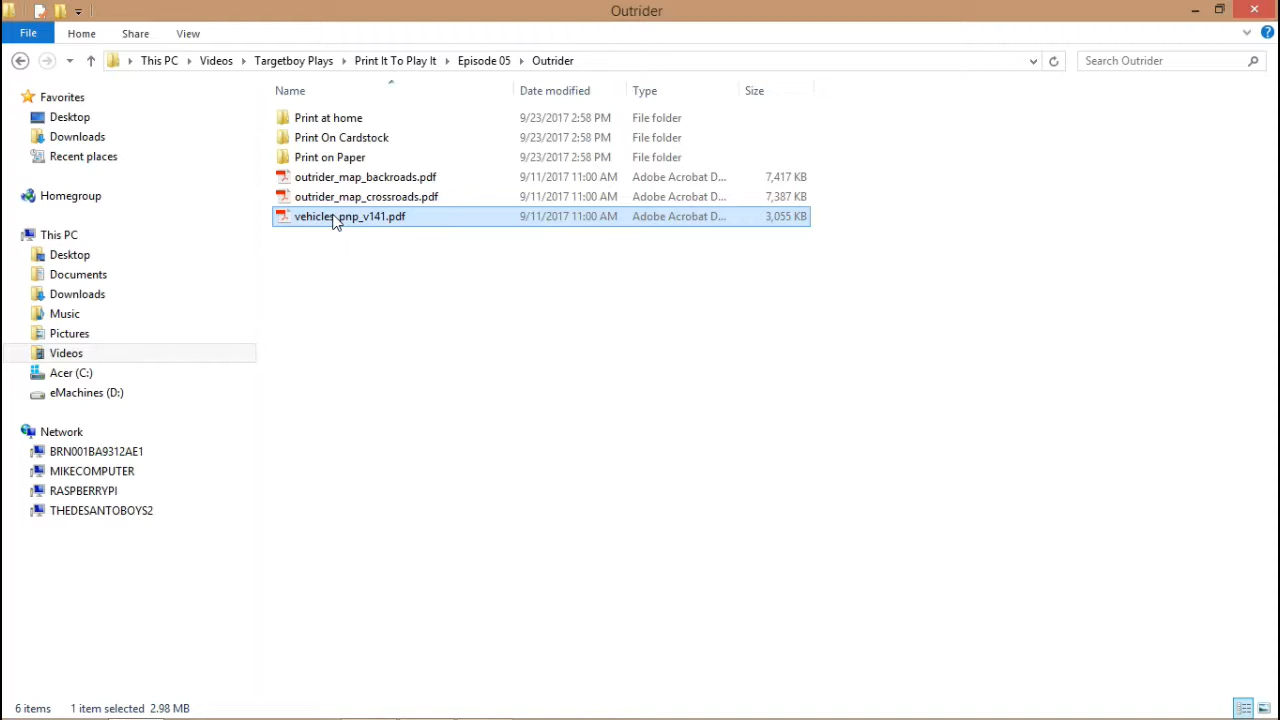 Outrider
File Home Share View
This PC Videos Targetboy Plays Print It To Play It Episode 05 Outrider Search Outrider
Name Date modified Type Size
Favorites
Desktop
Downloads
Recent places
Homegroup
This PC
Desktop
Documents
Downloads
Music
Pictures
Videos
Acer (C:)
eMachines (D:)
Network
BRN001BA9312AE1
MIKECOMPUTER
RASPBERRYPI
THEDESANTOBOYS2
Print at home 9/23/2017 2:58 PM File folder
Print On Cardstock 9/23/2017 2:58 PM File folder
Print on Paper 9/23/2017 2:58 PM File folder
outrider_map_backroads.pdf 9/11/2017 11:00 AM Adobe Acrobat D... 7,417 KB
outrider_map_crossroads.pdf 9/11/2017 11:00 AM Adobe Acrobat D... 7,387 KB
vehicles_pnp_v141.pdf 9/11/2017 11:00 AM Adobe Acrobat D... 3,055 KB
6 items 1 item selected 2.98 MB